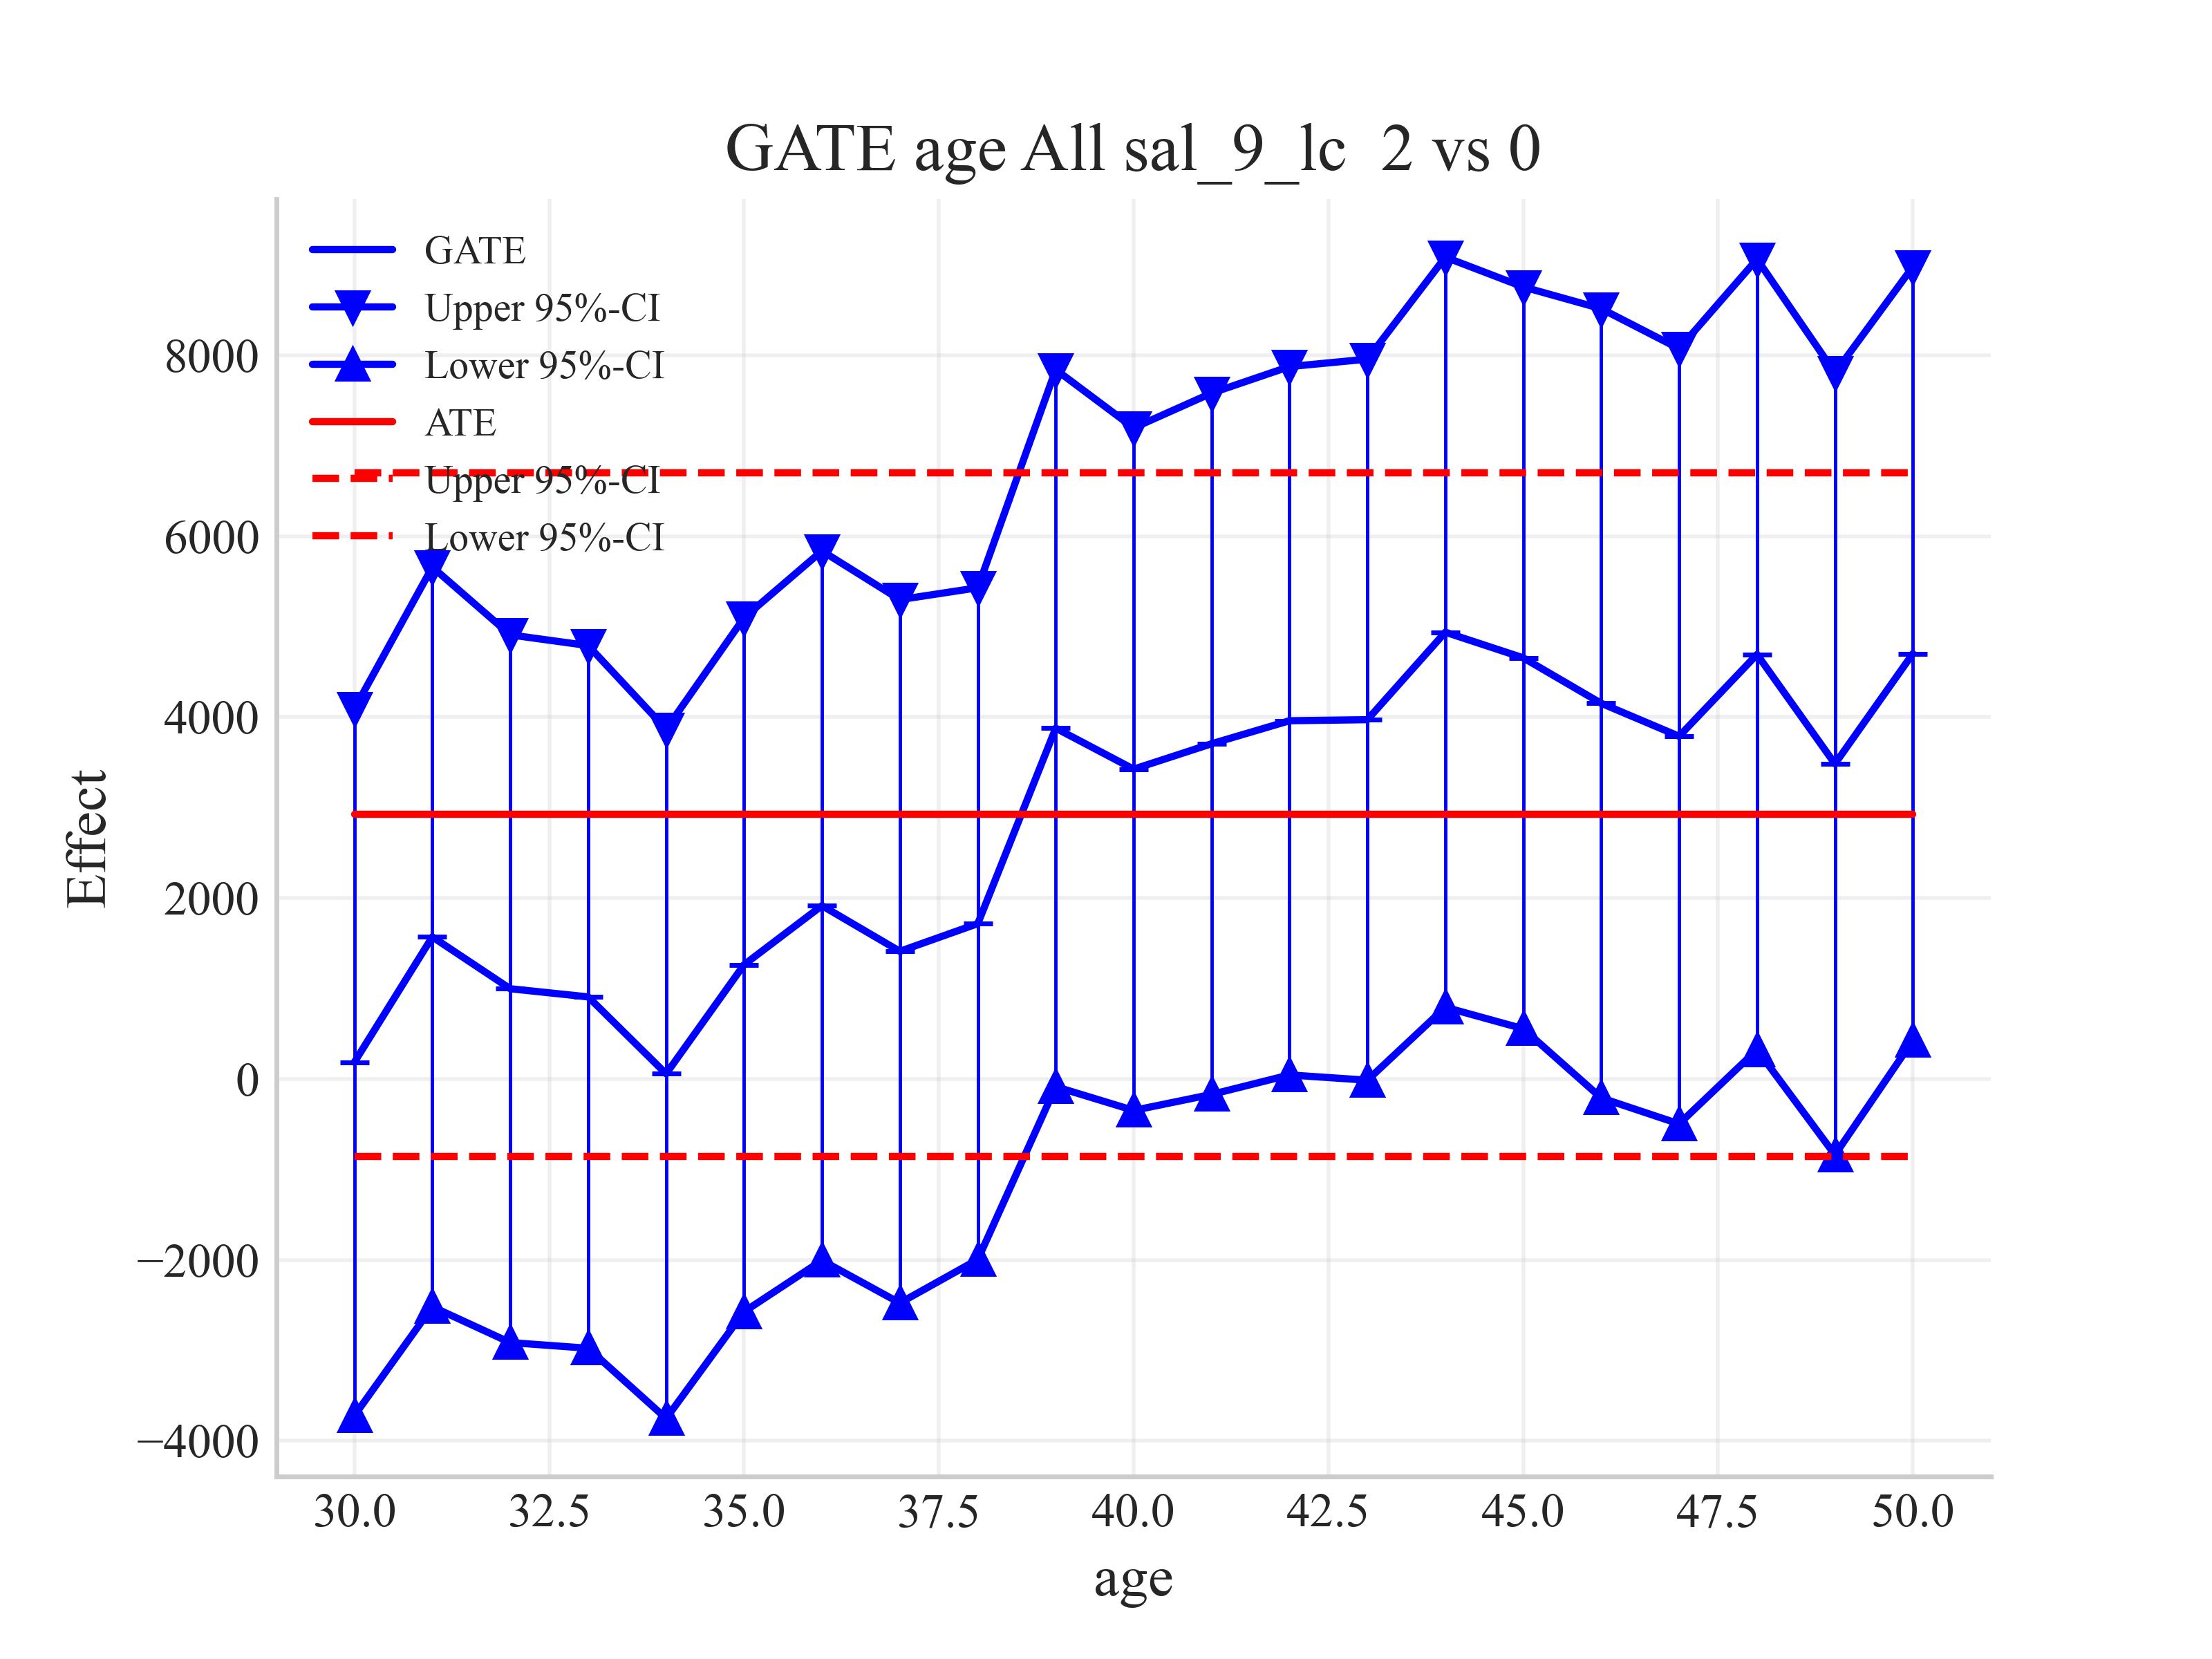 GATE age All sal_9_lc  2 vs 0
GATE
Upper 95%-CI
Lower 95%-CI
ATE
Upper 95%-CI
Lower 95%-CI
8000
6000
4000
2000
0
−2000
−4000
Effect
30.0 32.5 35.0 37.5 40.0 42.5 45.0 47.5 50.0
age